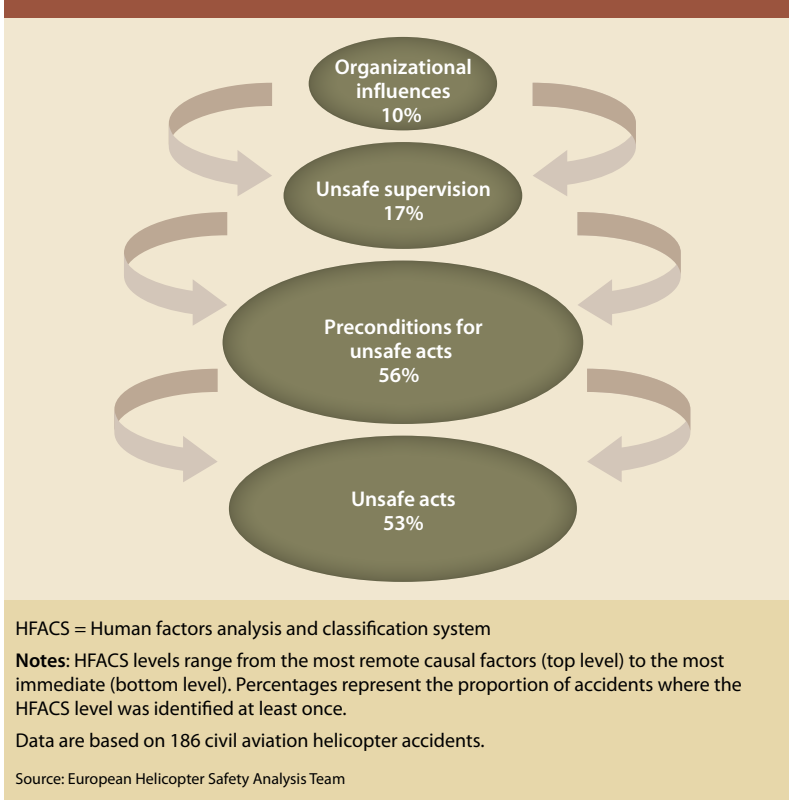 Organizational
influences
10%
Unsafe supervision
17%
Preconditions for
unsafe acts
56%
Unsafe acts
53%
HFACS = Human factors analysis and classification system
Notes: HFACS levels range from the most remote causal factors (top level) to the most
immediate (bottom level). Percentages represent the proportion of accidents where the
HFACS level was identified at least once.
Data are based on 186 civil aviation helicopter accidents.
Source: European Helicopter Safety Analysis Team